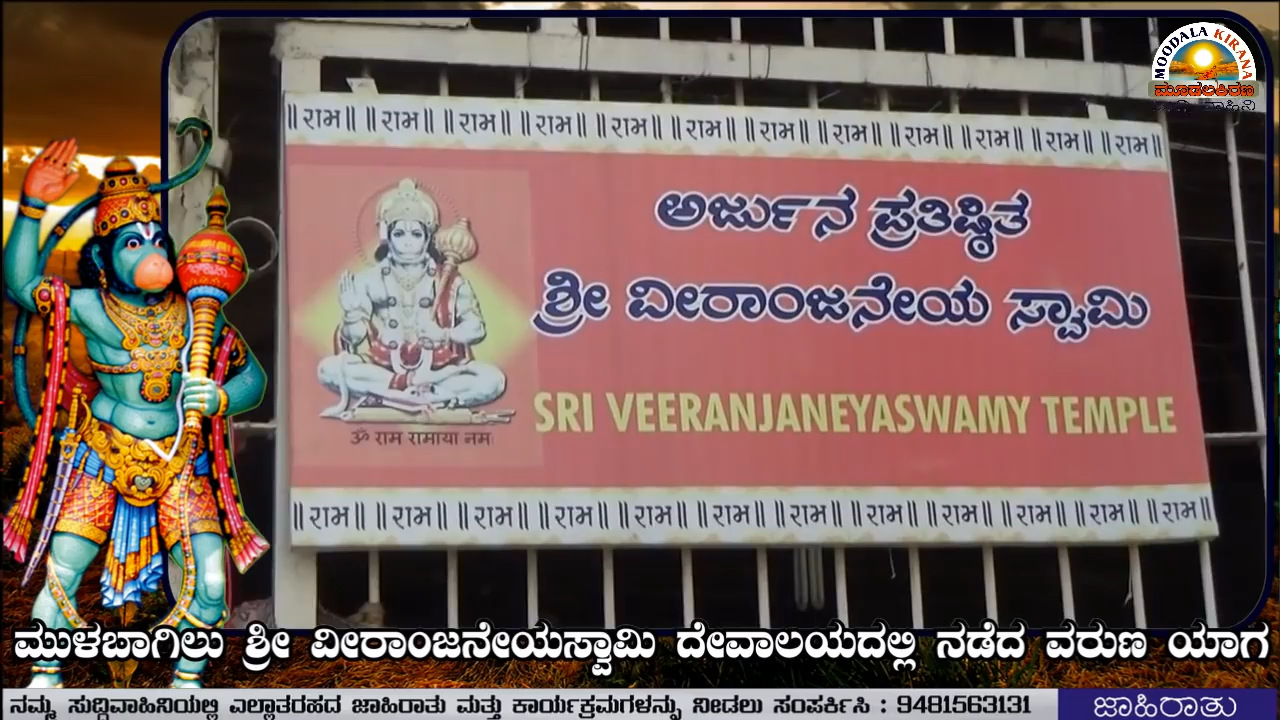 MOODALA KIRANA
ಮೂಡಲಕಿರಣ
॥ राम ॥ ॥ राम ॥ ॥ राम ॥ ॥ राम ॥ ॥ राम ॥ ॥ राम ॥ ॥ राम ॥ ॥ राम ॥ ॥ राम ॥ ॥ राम ॥ ॥ राम ॥ ॥ राम ॥
ಅರ್ಜುನ ಪ್ರತಿಷ್ಠಿತ
ಶ್ರೀ ವೀರಾಂಜನೇಯ ಸ್ವಾಮಿ
SRI VEERANJANEYASWAMY TEMPLE
ॐ राम रामाया नमः
॥ राम ॥ ॥ राम ॥ ॥ राम ॥ ॥ राम ॥ ॥ राम ॥ ॥ राम ॥ ॥ राम ॥ ॥ राम ॥ ॥ राम ॥ ॥ राम ॥ ॥ राम ॥ ॥ राम ॥
ಮುಳಬಾಗಿಲು ಶ್ರೀ ವೀರಾಂಜನೇಯಸ್ವಾಮಿ ದೇವಾಲಯದಲ್ಲಿ ನಡೆದ ವರುಣ ಯಾಗ
ನಮ್ಮ ಸುದ್ದಿವಾಹಿನಿಯಲ್ಲಿ ಎಲ್ಲಾತರಹದ ಜಾಹಿರಾತು ಮತ್ತು ಕಾರ್ಯಕ್ರಮಗಳನ್ನು ನೀಡಲು ಸಂಪರ್ಕಿಸಿ : 9481563131
ಜಾಹಿರಾತು